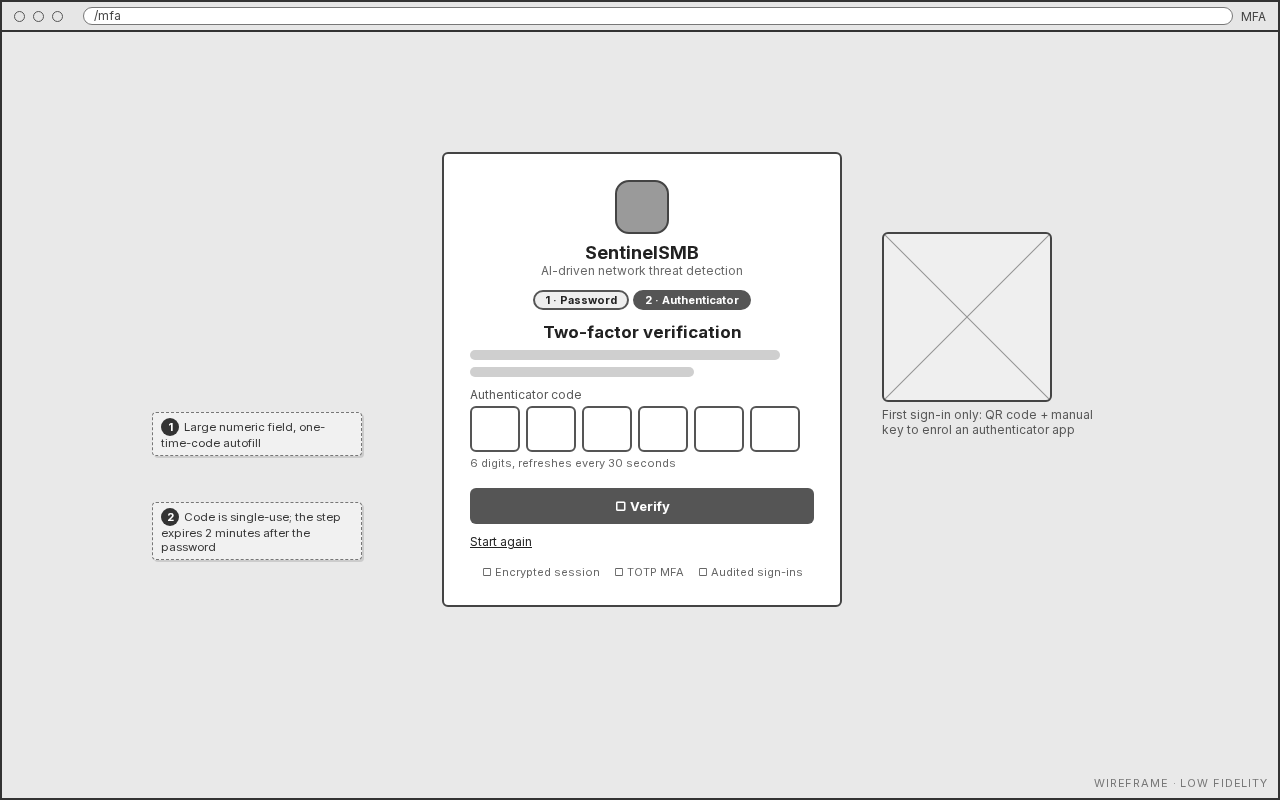 /mfa
MFA
SentinelSMB
AI-driven network threat detection
1 · Password
2 · Authenticator
Two-factor verification
Authenticator code
6 digits, refreshes every 30 seconds
Verify
Start again
Encrypted session
TOTP MFA
Audited sign-ins
1 Large numeric field, one-
time-code autofill
2 Code is single-use; the step
expires 2 minutes after the
password
First sign-in only: QR code + manual
key to enrol an authenticator app
WIREFRAME · LOW FIDELITY